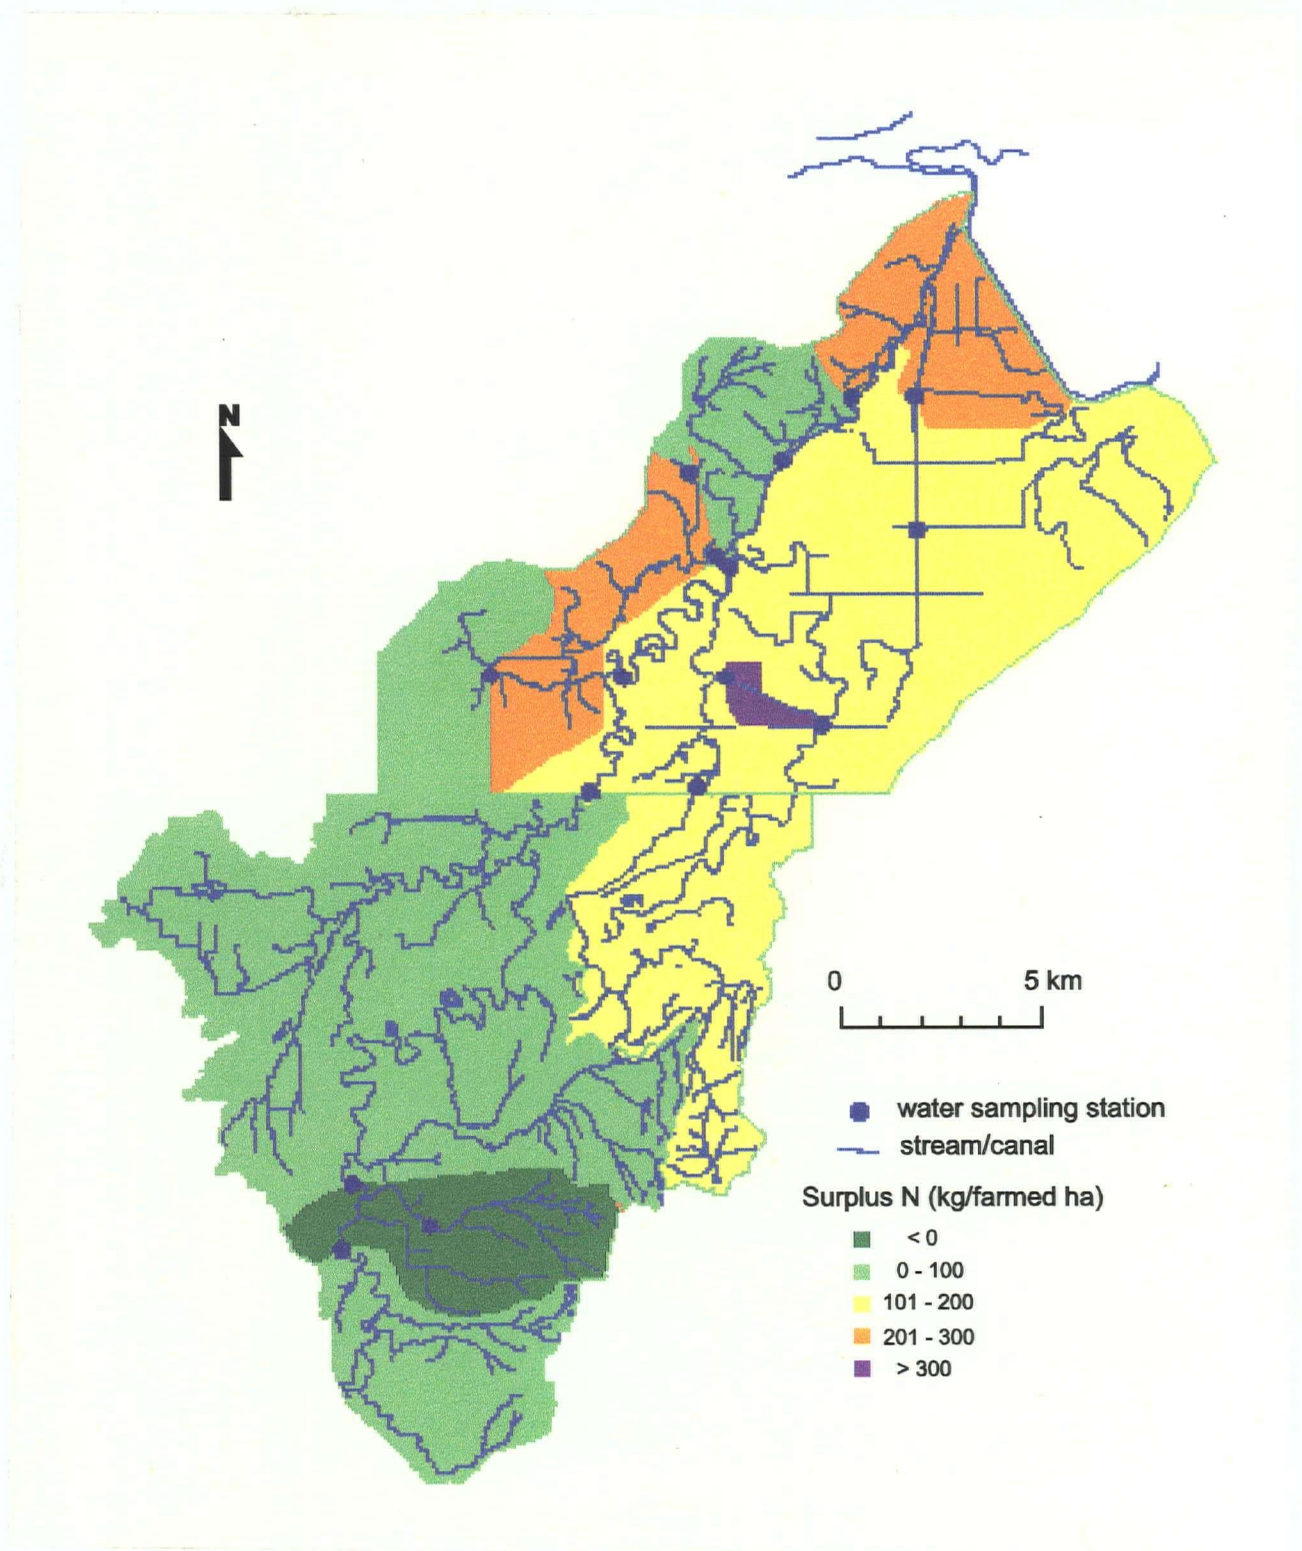 N
0 5 km
water sampling station
stream/canal
Surplus N (kg/farmed ha)
< 0
0 - 100
101 - 200
201 - 300
> 300